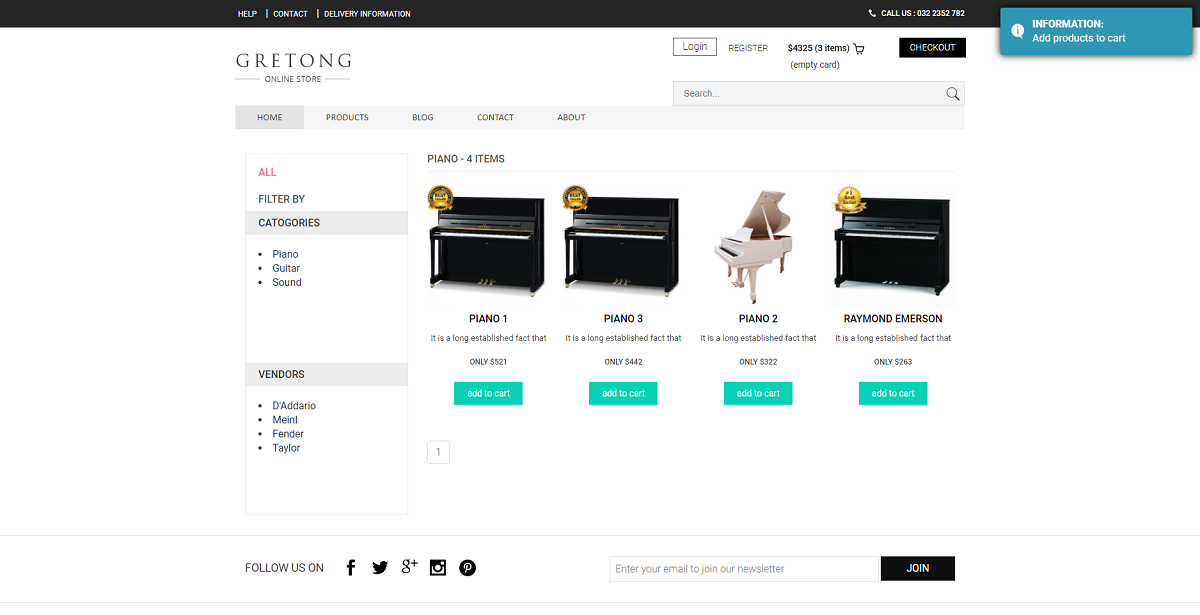 HELP | CONTACT | DELIVERY INFORMATION
CALL US : 032 2352 782
INFORMATION:
Add products to cart
GRETONG
ONLINE STORE
Login REGISTER $4325 (3 items) CHECKOUT
(empty card)
Search...
HOME PRODUCTS BLOG CONTACT ABOUT
ALL
FILTER BY
CATOGORIES
• Piano
• Guitar
• Sound
VENDORS
• D'Addario
• Meinl
• Fender
• Taylor
PIANO - 4 ITEMS
BEST BEST #1
PIANO 1 PIANO 3 PIANO 2 RAYMOND EMERSON
It is a long established fact that It is a long established fact that It is a long established fact that It is a long established fact that
ONLY $521 ONLY $442 ONLY $322 ONLY $263
add to cart add to cart add to cart add to cart
1
FOLLOW US ON
Enter your email to join our newsletter JOIN